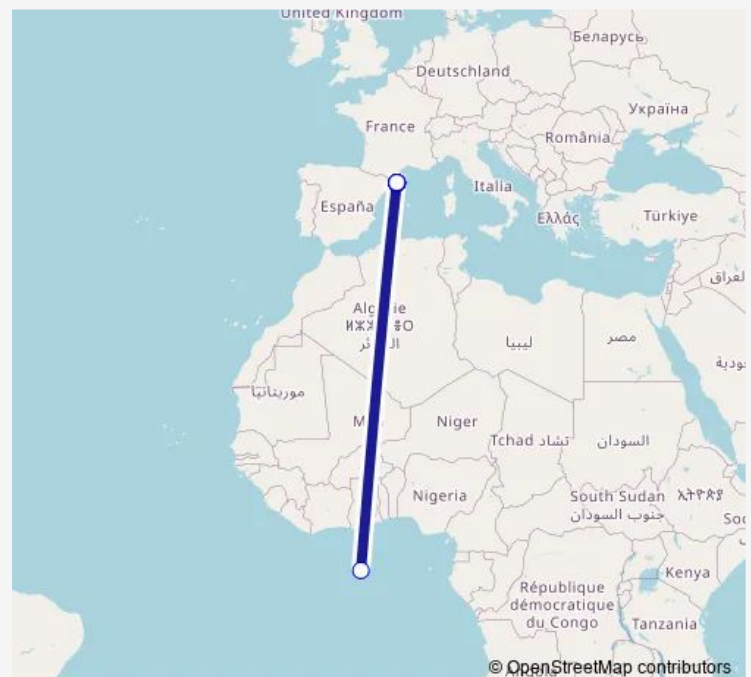 United Kingdom
Беларусь
Deutschland
Україна
France
România
Italia
España
Ελλάς
Türkiye
العراق
مصر
ليبيا
موريتانيا
Niger
Tchad تشاد
السودان
Nigeria
South Sudan
جنوب السودان
ኢትዮጵያ
Kenya
République
démocratique
du Congo
Tanzania
© OpenStreetMap contributors